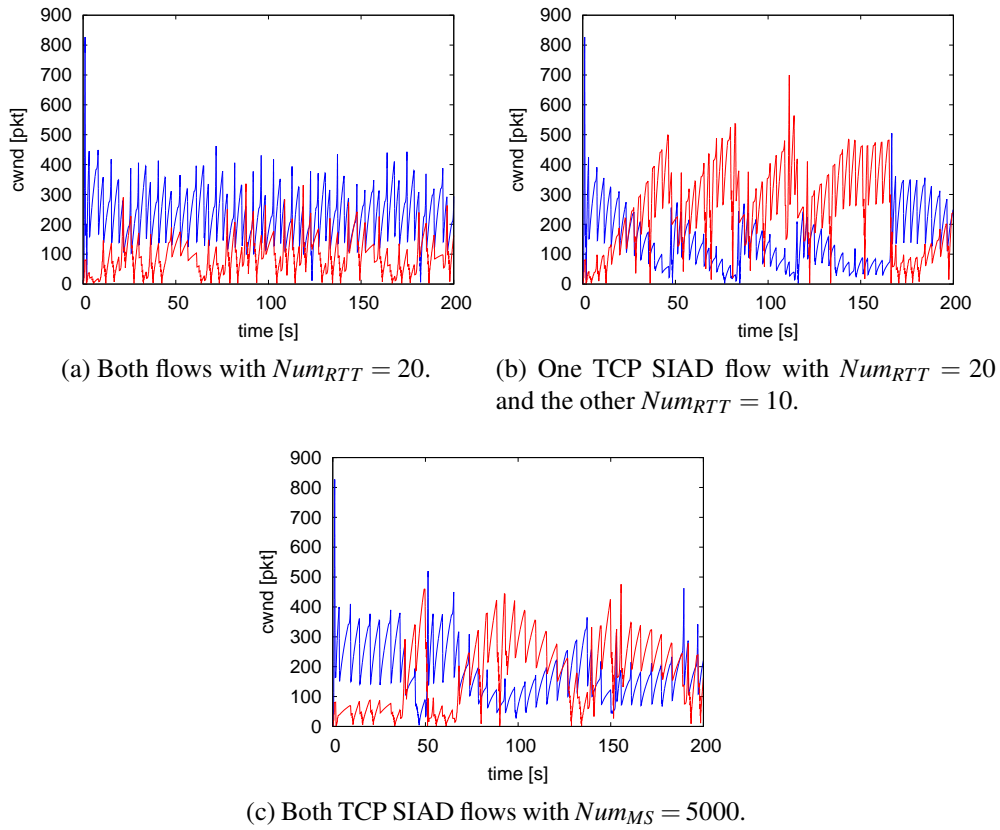 900
800
700
600
500
400
300
200
100
0
cwnd [pkt]
0 50 100 150 200
time [s]
(a) Both flows with Num_RTT = 20.
900
800
700
600
500
400
300
200
100
0
cwnd [pkt]
0 50 100 150 200
time [s]
(b) One TCP SIAD flow with Num_RTT = 20
and the other Num_RTT = 10.
900
800
700
600
500
400
300
200
100
0
cwnd [pkt]
0 50 100 150 200
time [s]
(c) Both TCP SIAD flows with Num_MS = 5000.